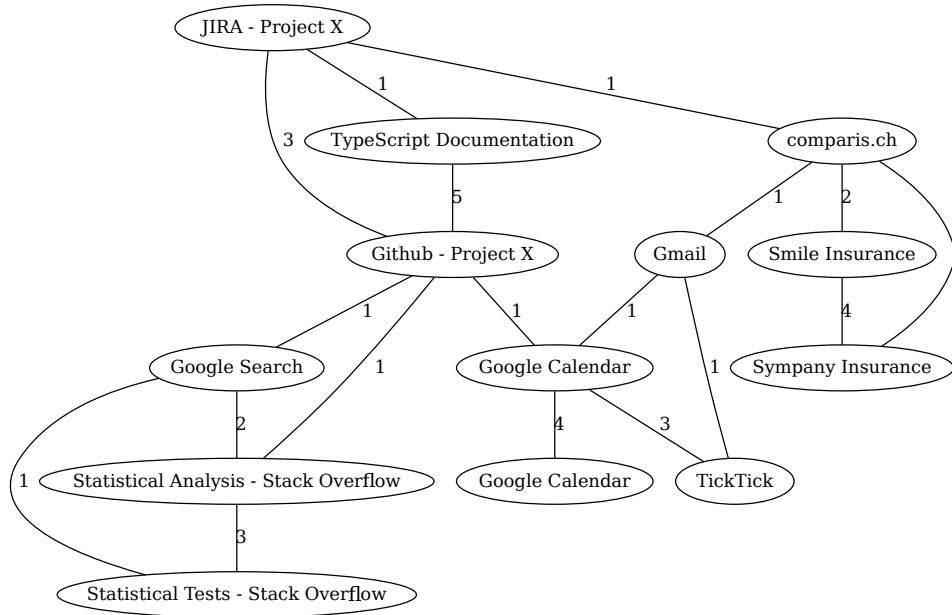 JIRA - Project X
1
1
TypeScript Documentation
comparis.ch
3
5
1
2
Github - Project X
Gmail
Smile Insurance
1
1
1
4
1
1
Google Search
Google Calendar
Sympany Insurance
2
4
3
1
Statistical Analysis - Stack Overflow
Google Calendar
TickTick
3
Statistical Tests - Stack Overflow